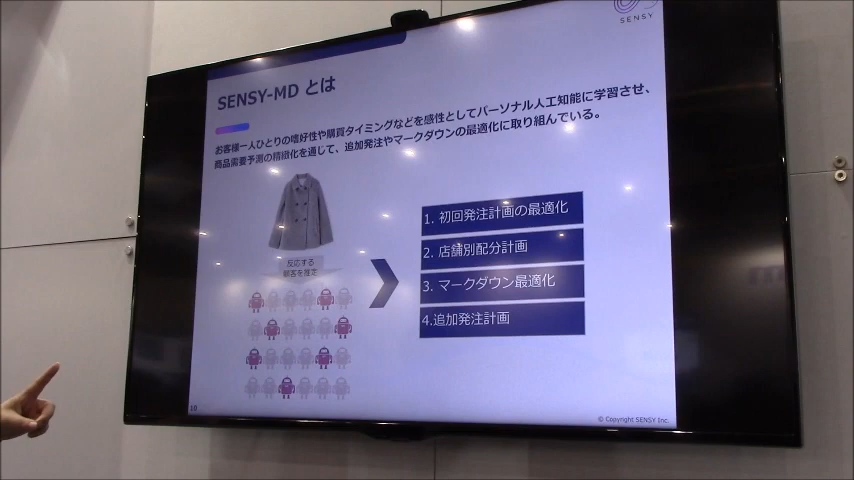 SENSY
SENSY-MD とは
お客様一人ひとりの嗜好性や購買タイミングなどを感性としてパーソナル人工知能に学習させ、
商品需要予測の精緻化を通じて、追加発注やマークダウンの最適化に取り組んでいる。
反応する
顧客を推定
1. 初回発注計画の最適化
2. 店舗別配分計画
3. マークダウン最適化
4.追加発注計画
18
© Copyright SENSY Inc.